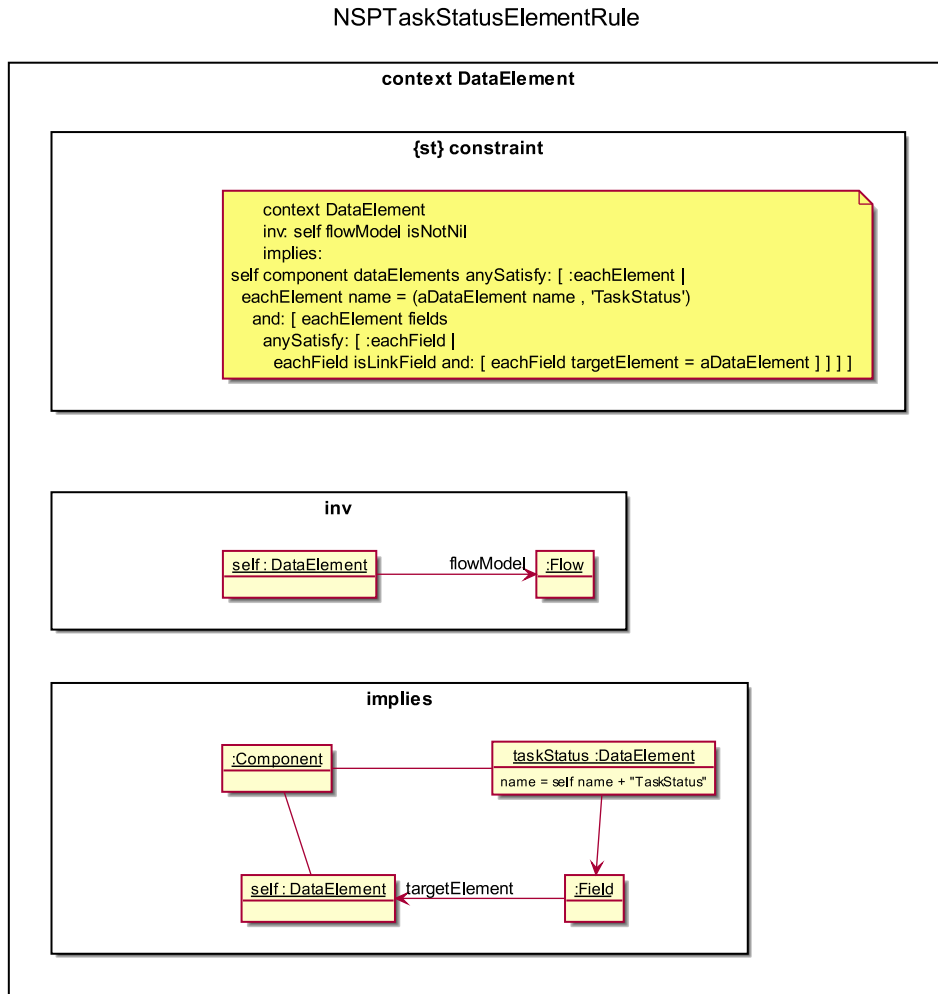 NSPTaskStatusElementRule
context DataElement
{st} constraint
context DataElement
inv: self flowModel isNotNil
implies:
self component dataElements anySatisfy: [ :eachElement |
eachElement name = (aDataElement name , 'TaskStatus')
and: [ eachElement fields
anySatisfy: [ :eachField |
eachField isLinkField and: [ eachField targetElement = aDataElement ] ] ] ]
inv
self : DataElement
flowModel
:Flow
implies
:Component
taskStatus :DataElement
name = self name + "TaskStatus"
self : DataElement
targetElement
:Field